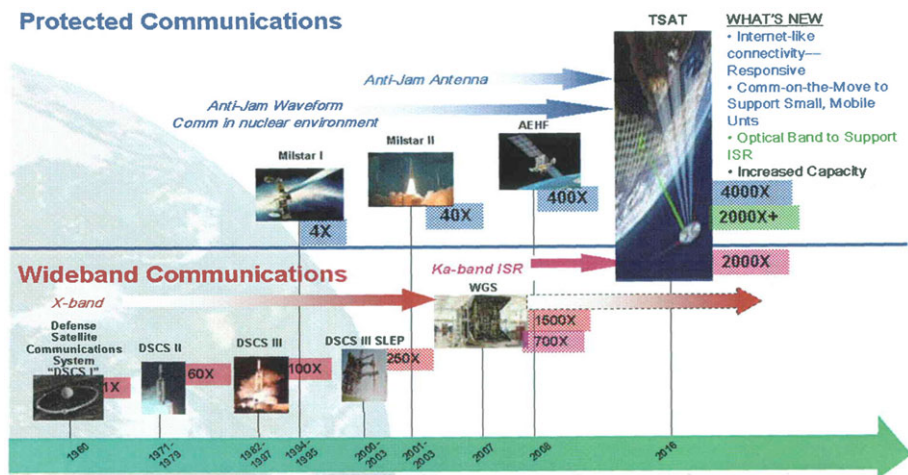 Protected Communications
TSAT
WHAT'S NEW
• Internet-like
connectivity—
Responsive
• Comm-on-the-Move to
Support Small, Mobile
Unts
• Optical Band to Support
ISR
• Increased Capacity
Anti-Jam Antenna
Anti-Jam Waveform
Comm in nuclear environment
Milstar I
Milstar II
AEHF
4X
40X
400X
4000X
2000X+
2000X
Wideband Communications
Ka-band ISR
X-band
WGS
1500X
700X
Defense
Satellite
Communications
System
"DSCS I"
DSCS II
DSCS III
DSCS III SLEP
1X
60X
100X
250X
1960
1971-
1979
1982-
1997
1994-
1995
2000-
2003
2001-
2003
2007
2008
2016